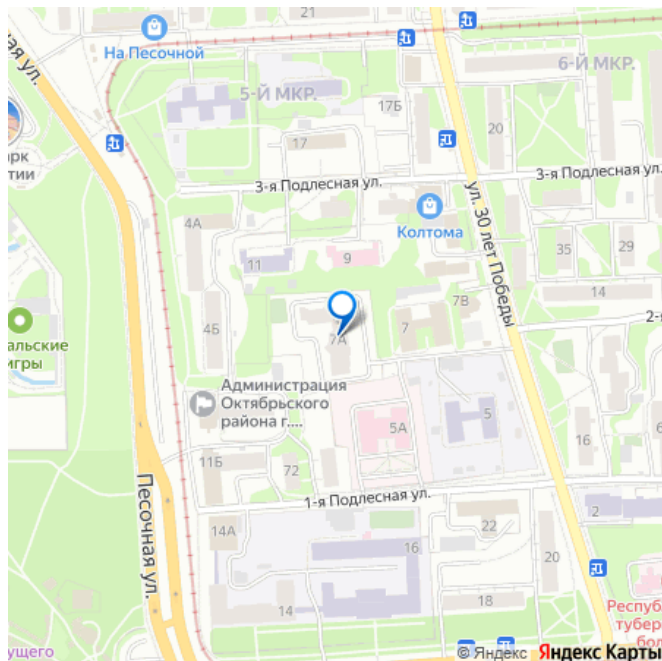 21
На Песочной
ная ул.
5-Й МКР.
6-Й МКР.
17Б
17
20
арк
тии
3-я Подлесная ул.
3-я Подлесная ул.
4А
Колтома
ул. 30 лет Победы
11
9
35
29
7В
14
4Б
7А
7
2-я
альские
игры
Администрация
Октябрьского
района г....
5А
5
16
11Б
72
Песочная ул.
1-я Подлесная ул.
14А
22
2
16
20
14
18
Респуб
тубер
бол
ущего
© Яндекс Яндекс Карты